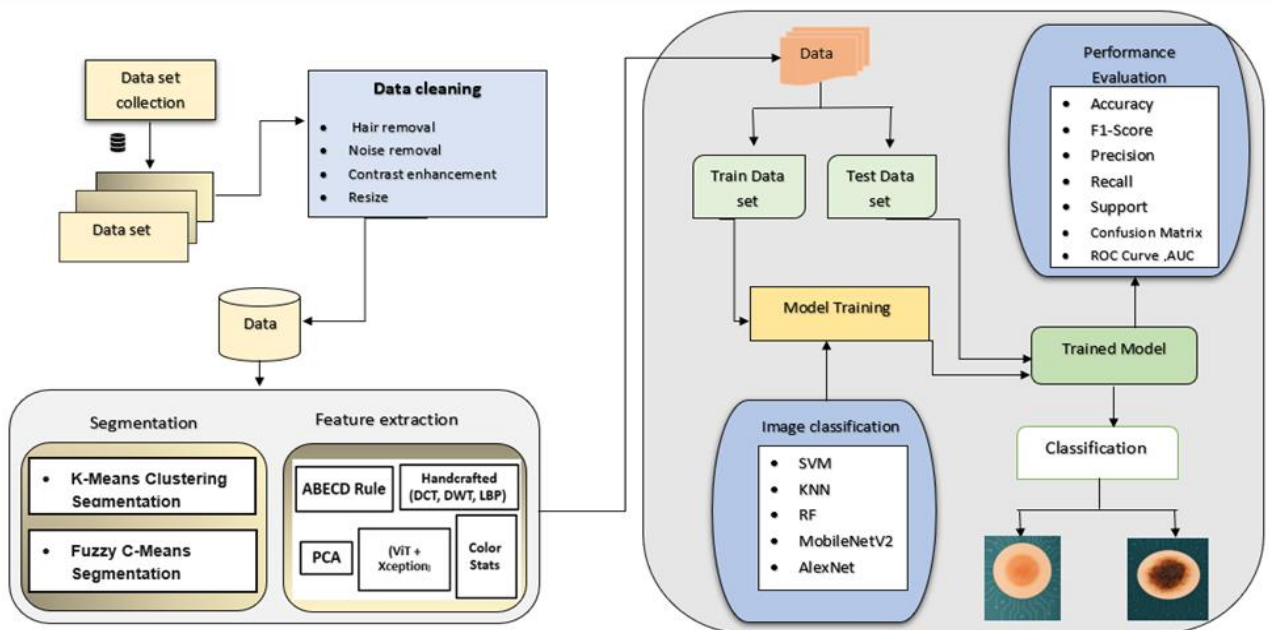 Data set
collection
Data set
Data cleaning
• Hair removal
• Noise removal
• Contrast enhancement
• Resize
Data
Segmentation
• K-Means Clustering
Segmentation
• Fuzzy C-Means
Segmentation
Feature extraction
ABECD Rule
Handcrafted
(DCT, DWT, LBP)
PCA
(ViT +
Xception)
Color
Stats
Data
Train Data
set
Test Data
set
Model Training
Image classification
• SVM
• KNN
• RF
• MobileNetV2
• AlexNet
Performance
Evaluation
• Accuracy
• F1-Score
• Precision
• Recall
• Support
• Confusion Matrix
• ROC Curve ,AUC
Trained Model
Classification